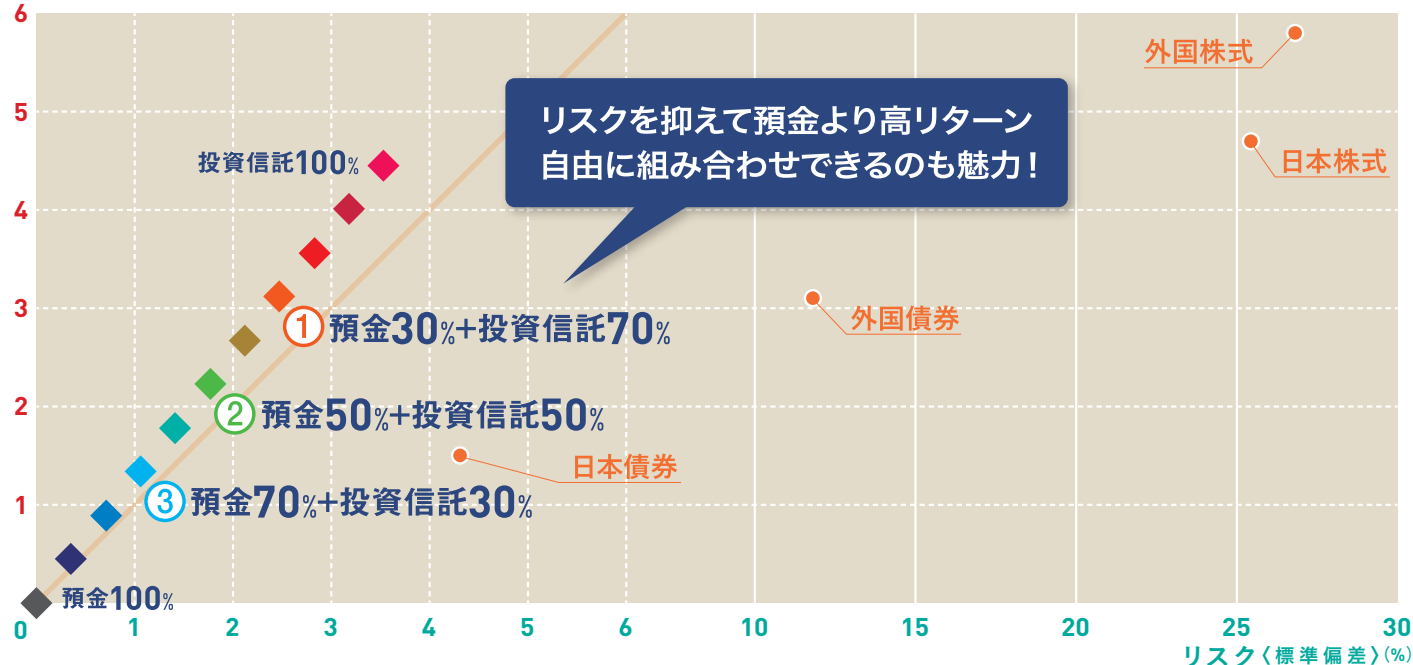 6
5
4
3
2
1
0
外国株式
日本株式
リスクを抑えて預金より高リターン
自由に組み合わせできるのも魅力！
投資信託100%
外国債券
① 預金30%+投資信託70%
② 預金50%+投資信託50%
日本債券
③ 預金70%+投資信託30%
預金100%
1 2 3 4 5 6 10 15 20 25 30
リスク〈標準偏差〉(%)